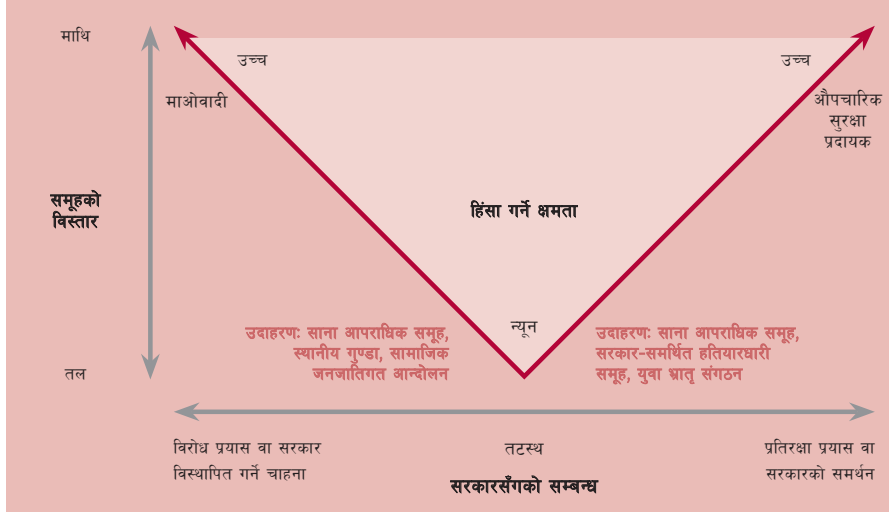 माथि
उच्च
उच्च
माओवादी
औपचारिक
सुरक्षा
प्रदायक
समूहको
विस्तार
हिंसा गर्ने क्षमता
न्यून
उदाहरणः साना आपराधिक समूह,
स्थानीय गुण्डा, सामाजिक
जनजातिगत आन्दोलन
उदाहरणः साना आपराधिक समूह,
सरकार-समर्थित हतियारधारी
समूह, युवा भ्रातृ संगठन
तल
विरोध प्रयास वा सरकार
विस्थापित गर्ने चाहना
तटस्थ
प्रतिरक्षा प्रयास वा
सरकारको समर्थन
सरकारसँगको सम्बन्ध